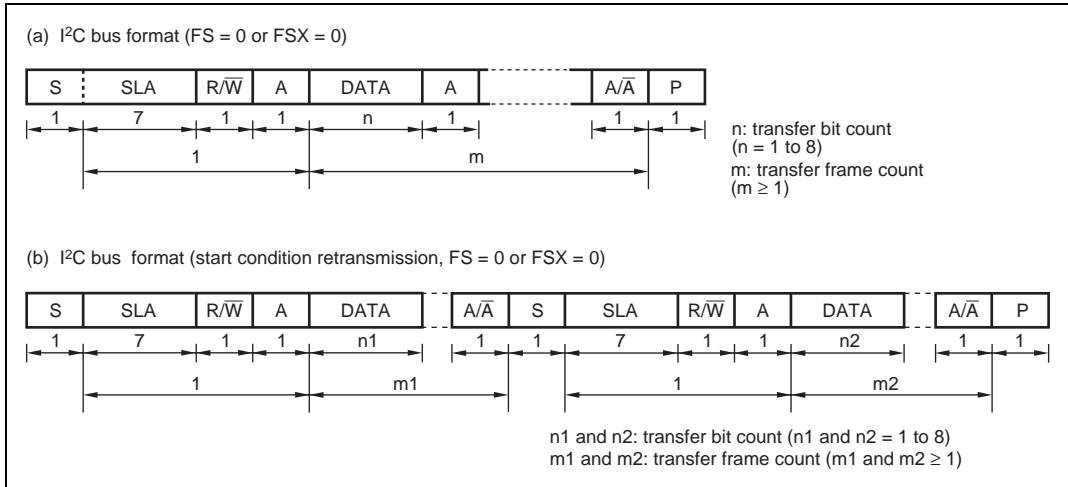 (a) I²C bus format (FS = 0 or FSX = 0)
S SLA R/W̅ A DATA A A/A̅ P
1 7 1 1 n 1 1 1
1 m
n: transfer bit count
(n = 1 to 8)
m: transfer frame count
(m ≥ 1)
(b) I²C bus format (start condition retransmission, FS = 0 or FSX = 0)
S SLA R/W̅ A DATA A/A̅ S SLA R/W̅ A DATA A/A̅ P
1 7 1 1 n1 1 1 7 1 1 n2 1 1
1 m1 1 m2
n1 and n2: transfer bit count (n1 and n2 = 1 to 8)
m1 and m2: transfer frame count (m1 and m2 ≥ 1)